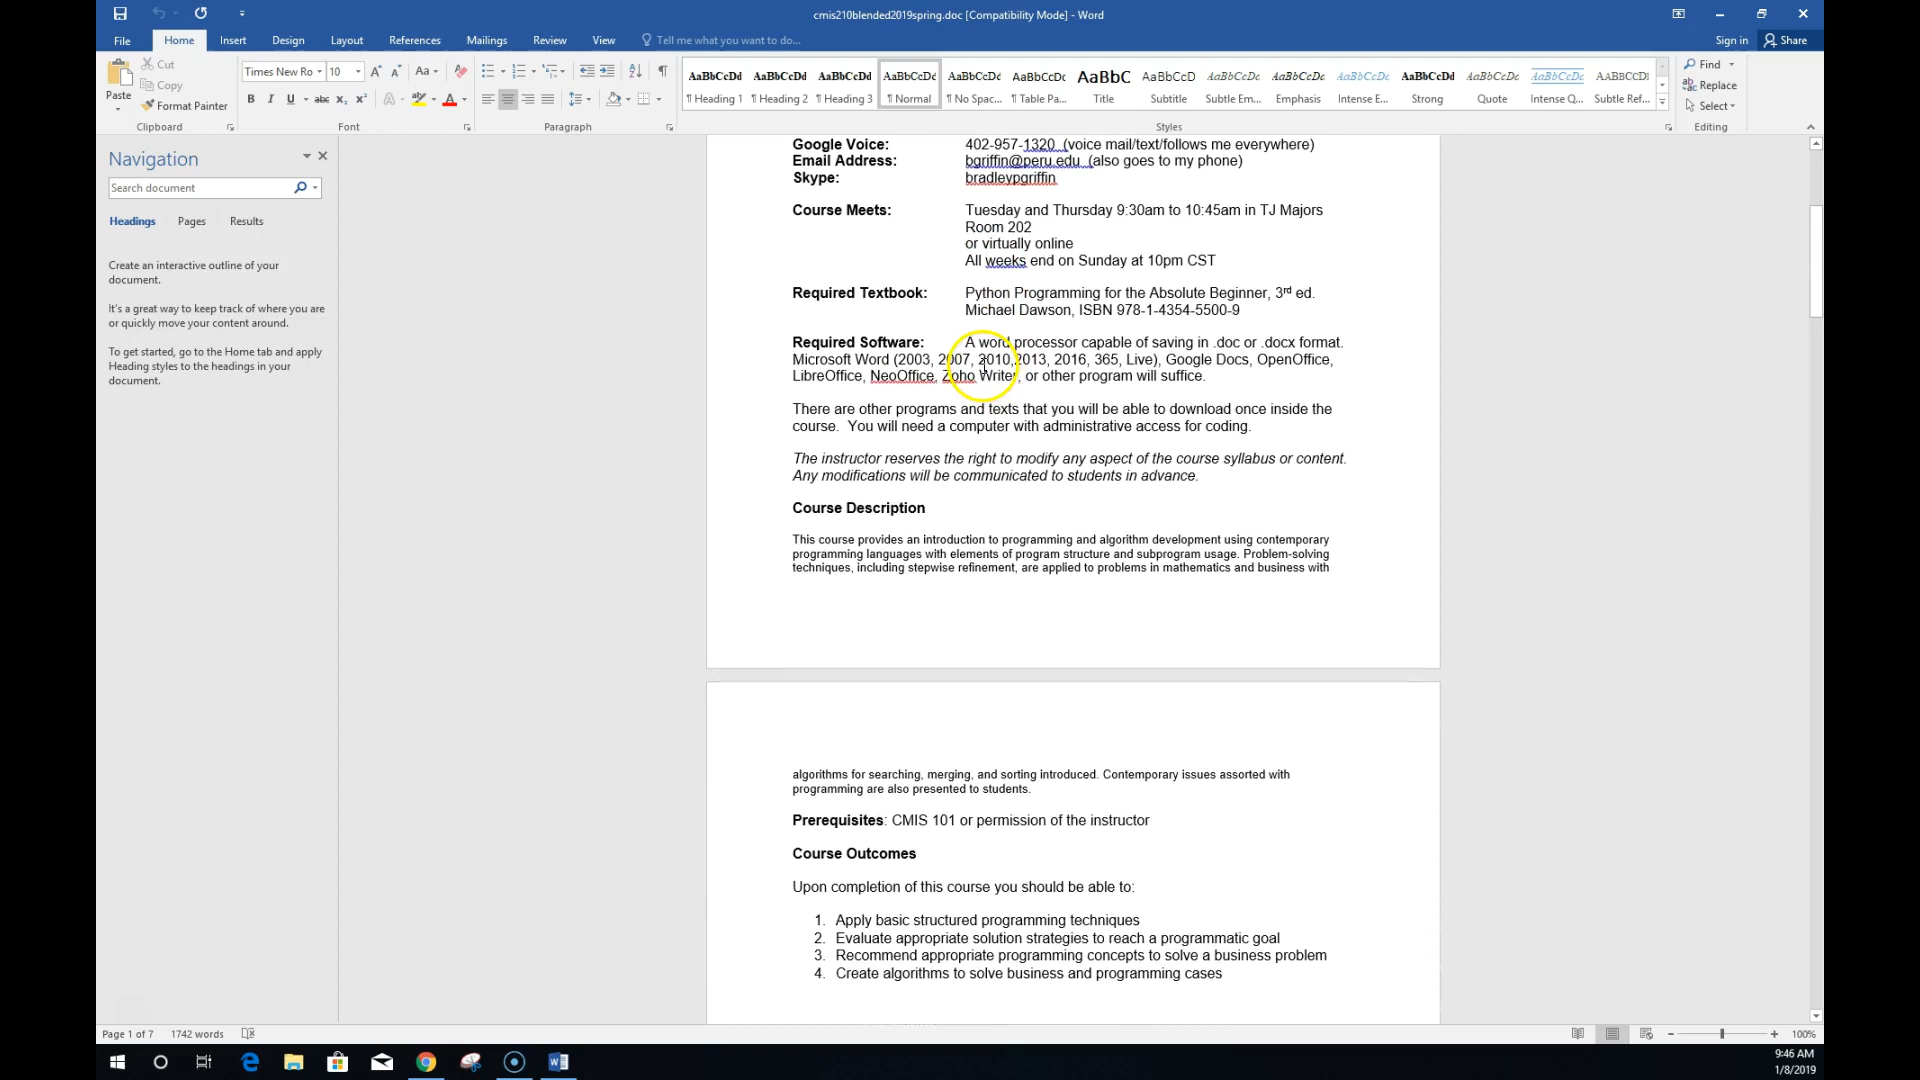 cmis210blended2019spring.doc [Compatibility Mode] - Word
File Home Insert Design Layout References Mailings Review View Tell me what you want to do... Sign in Share
Paste
Cut
Copy
Format Painter
Clipboard
Times New Ro 10
Font
Paragraph
AaBbCcDd AaBbCcDd AaBbCcDd AaBbCcDd AaBbCcDd AaBbCcDc AaBbC AaBbCcD AaBbCcDd AaBbCcDd AaBbCcDd AaBbCcDd AaBbCcDd AaBbCcDd AABBCCDI
¶ Heading 1 ¶ Heading 2 ¶ Heading 3 ¶ Normal ¶ No Spac... ¶ Table Pa... Title Subtitle Subtle Em... Emphasis Intense E... Strong Quote Intense Q... Subtle Ref...
Styles
Find
Replace
Select
Editing
Navigation
Search document
Headings Pages Results
Create an interactive outline of your
document.
It's a great way to keep track of where you are
or quickly move your content around.
To get started, go to the Home tab and apply
Heading styles to the headings in your
document.
Google Voice: 402-957-1320 (voice mail/text/follows me everywhere)
Email Address: bgriffin@peru.edu (also goes to my phone)
Skype: bradleypgriffin
Course Meets: Tuesday and Thursday 9:30am to 10:45am in TJ Majors
Room 202
or virtually online
All weeks end on Sunday at 10pm CST
Required Textbook: Python Programming for the Absolute Beginner, 3rd ed.
Michael Dawson, ISBN 978-1-4354-5500-9
Required Software: A word processor capable of saving in .doc or .docx format.
Microsoft Word (2003, 2007, 2010,2013, 2016, 365, Live), Google Docs, OpenOffice,
LibreOffice, NeoOffice, Zoho Writer, or other program will suffice.
There are other programs and texts that you will be able to download once inside the
course. You will need a computer with administrative access for coding.
The instructor reserves the right to modify any aspect of the course syllabus or content.
Any modifications will be communicated to students in advance.
Course Description
This course provides an introduction to programming and algorithm development using contemporary
programming languages with elements of program structure and subprogram usage. Problem-solving
techniques, including stepwise refinement, are applied to problems in mathematics and business with
algorithms for searching, merging, and sorting introduced. Contemporary issues assorted with
programming are also presented to students.
Prerequisites: CMIS 101 or permission of the instructor
Course Outcomes
Upon completion of this course you should be able to:
1. Apply basic structured programming techniques
2. Evaluate appropriate solution strategies to reach a programmatic goal
3. Recommend appropriate programming concepts to solve a business problem
4. Create algorithms to solve business and programming cases
Page 1 of 7 1742 words 100%
9:46 AM
1/8/2019